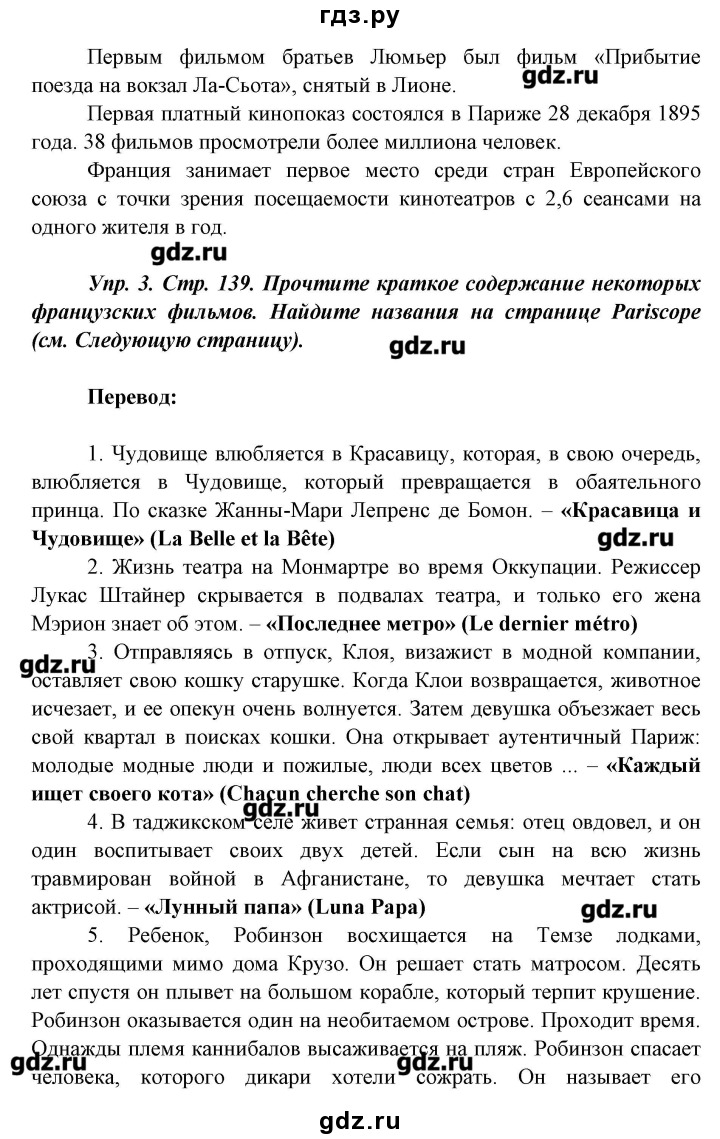 гдз.ру
Первым фильмом братьев Люмьер был фильм «Прибытие
поезда на вокзал Ла-Сьота», снятый в Лионе.
gdz.ru
Первая платный кинопоказ состоялся в Париже 28 декабря 1895
года. 38 фильмов просмотрели более миллиона человек.
Франция занимает первое место среди стран Европейского
союза с точки зрения посещаемости кинотеатров с 2,6 сеансами на
одного жителя в год.
gdz.ru
Упр. 3. Стр. 139. Прочтите краткое содержание некоторых
французских фильмов. Найдите названия на странице Pariscope
(см. Следующую страницу).
gdz.ru
Перевод:
1. Чудовище влюбляется в Красавицу, которая, в свою очередь,
влюбляется в Чудовище, который превращается в обаятельного
принца. По сказке Жанны-Мари Лепренс де Бомон. – «Красавица и
Чудовище» (La Belle et la Bête)
gdz.ru
2. Жизнь театра на Монмартре во время Оккупации. Режиссер
Лукас Штайнер скрывается в подвалах театра, и только его жена
Мэрион знает об этом. – «Последнее метро» (Le dernier métro)
gdz.ru
3. Отправляясь в отпуск, Клоя, визажист в модной компании,
оставляет свою кошку старушке. Когда Клои возвращается, животное
исчезает, и ее опекун очень волнуется. Затем девушка объезжает весь
свой квартал в поисках кошки. Она открывает аутентичный Париж:
молодые модные люди и пожилые, люди всех цветов ... – «Каждый
ищет своего кота» (Chacun cherche son chat)
gdz.ru
4. В таджикском селе живет странная семья: отец овдовел, и он
один воспитывает своих двух детей. Если сын на всю жизнь
травмирован войной в Афганистане, то девушка мечтает стать
актрисой. – «Лунный папа» (Luna Papa)
gdz.ru
5. Ребенок, Робинзон восхищается на Темзе лодками,
проходящими мимо дома Крузо. Он решает стать матросом. Десять
лет спустя он плывет на большом корабле, который терпит крушение.
Робинзон оказывается один на необитаемом острове. Проходит время.
Однажды племя каннибалов высаживается на пляж. Робинзон спасает
gdz.ru
gdz.ru
человека, которого дикари хотели сожрать. Он называет его
gdz.ru